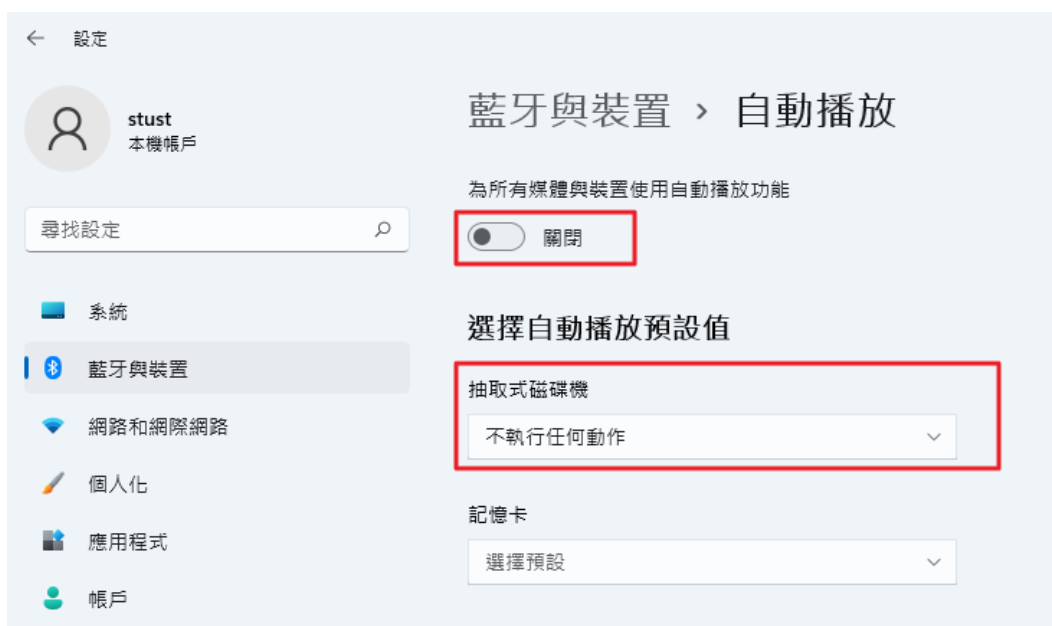 設定
stust
本機帳戶
尋找設定
系統
藍牙與裝置
網路和網際網路
個人化
應用程式
帳戶
藍牙與裝置 › 自動播放
為所有媒體與裝置使用自動播放功能
關閉
選擇自動播放預設值
抽取式磁碟機
不執行任何動作
記憶卡
選擇預設